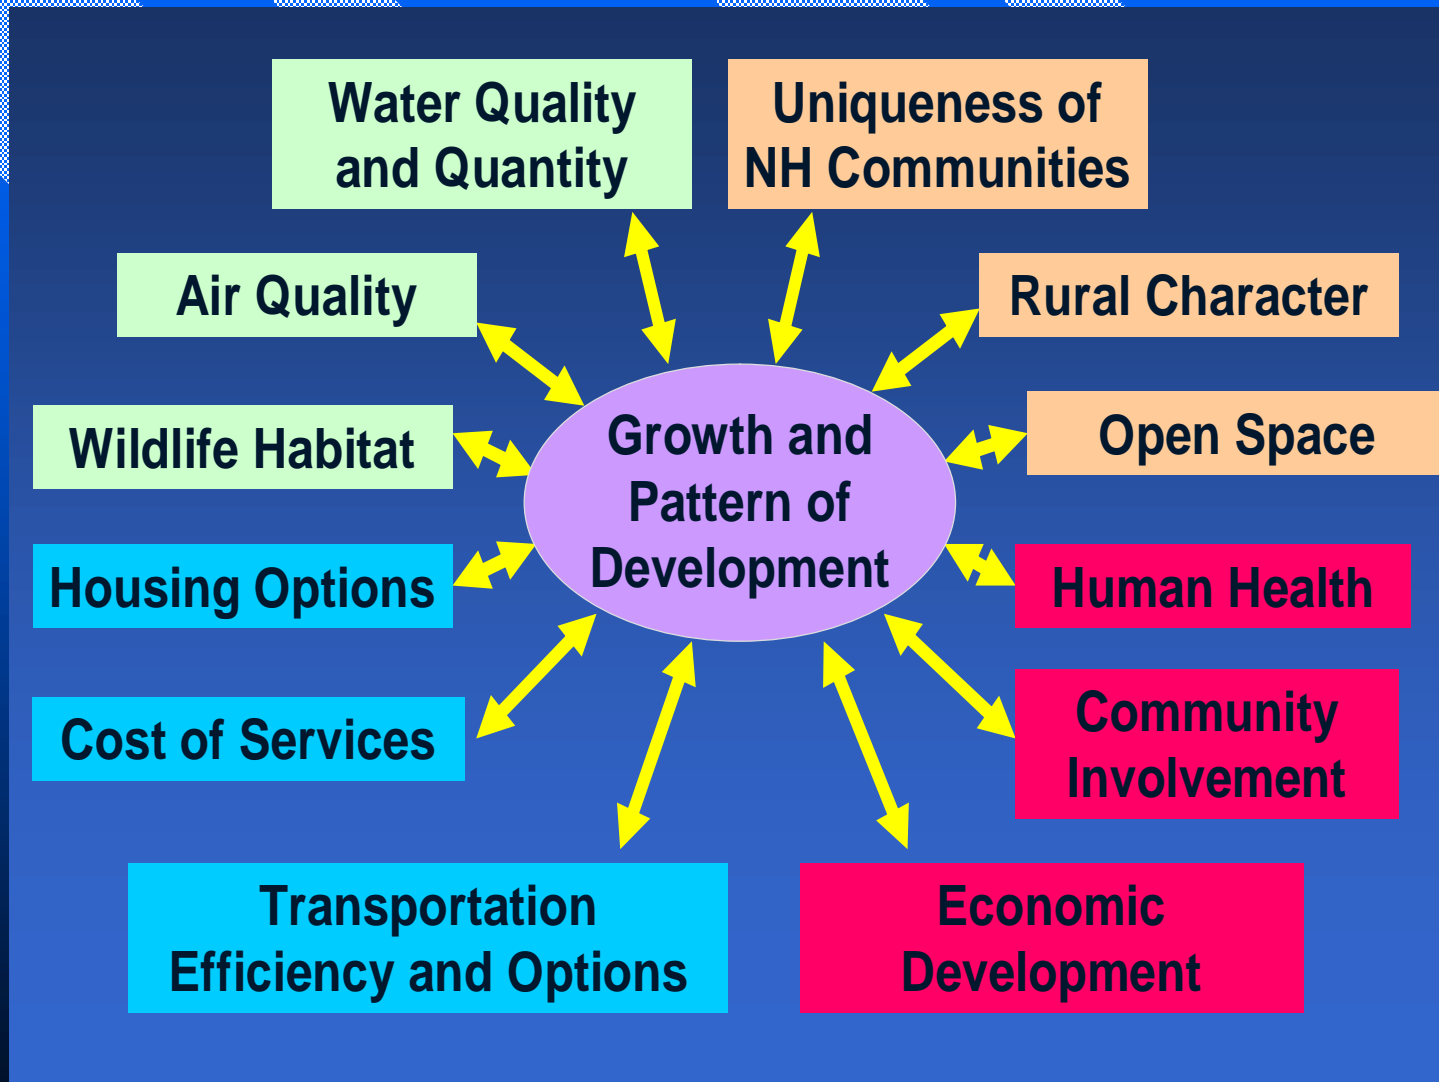 Water Quality
and Quantity
Uniqueness of
NH Communities
Air Quality
Rural Character
Wildlife Habitat
Growth and
Pattern of
Development
Open Space
Housing Options
Human Health
Cost of Services
Community
Involvement
Transportation
Efficiency and Options
Economic
Development